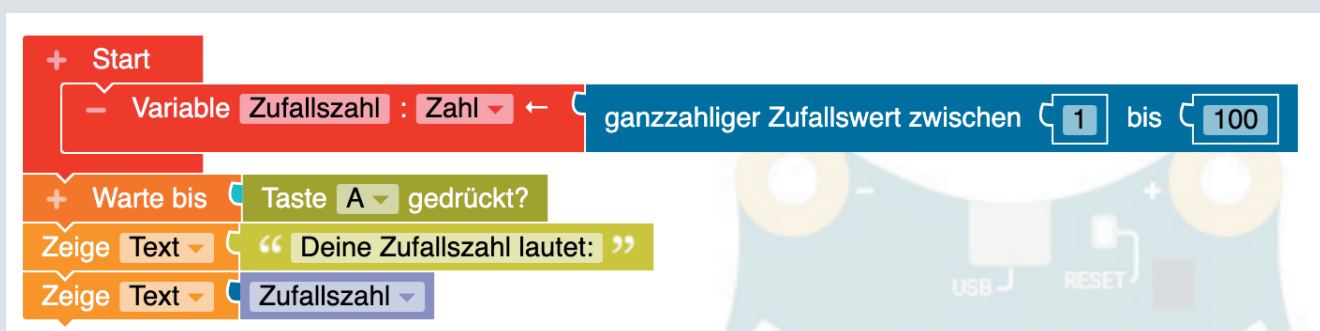 + Start
– Variable Zufallszahl : Zahl ← ganzzahliger Zufallswert zwischen 1 bis 100
+ Warte bis Taste A gedrückt?
Zeige Text “ Deine Zufallszahl lautet: ”
Zeige Text Zufallszahl
- +
USB RESET